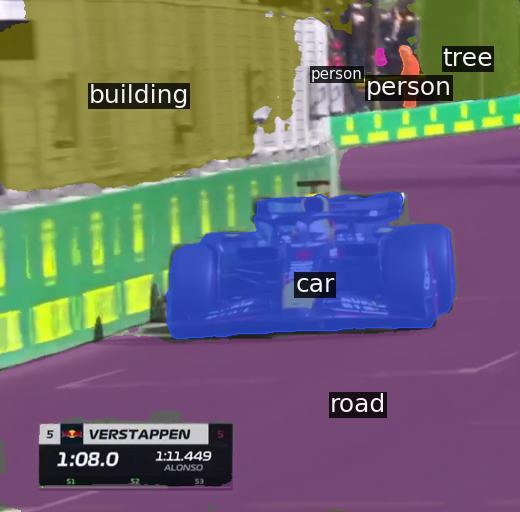 tree
person
person
building
car
road
5 VERSTAPPEN 5
1:08.0 1:11.449
ALONSO
S1 S2 S3